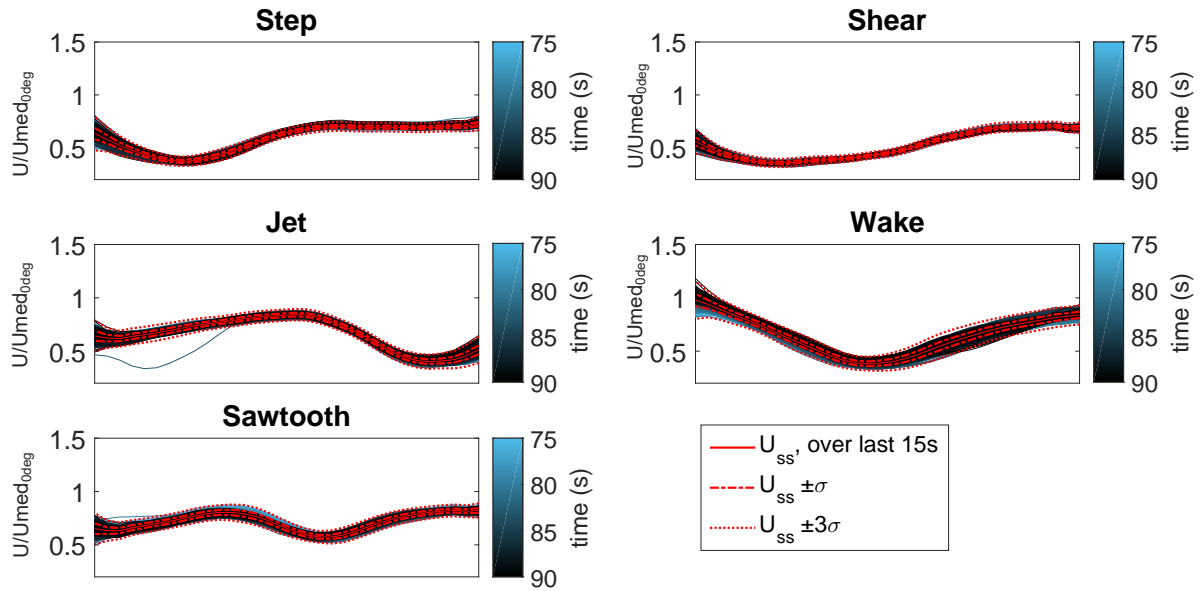 Step
1.5
1
0.5
U/Umed0deg
75
80
85
90
time (s)
Shear
1.5
1
0.5
U/Umed0deg
75
80
85
90
time (s)
Jet
1.5
1
0.5
U/Umed0deg
75
80
85
90
time (s)
Wake
1.5
1
0.5
U/Umed0deg
75
80
85
90
time (s)
Sawtooth
1.5
1
0.5
U/Umed0deg
75
80
85
90
time (s)
Uss, over last 15s
Uss ±σ
Uss ±3σ